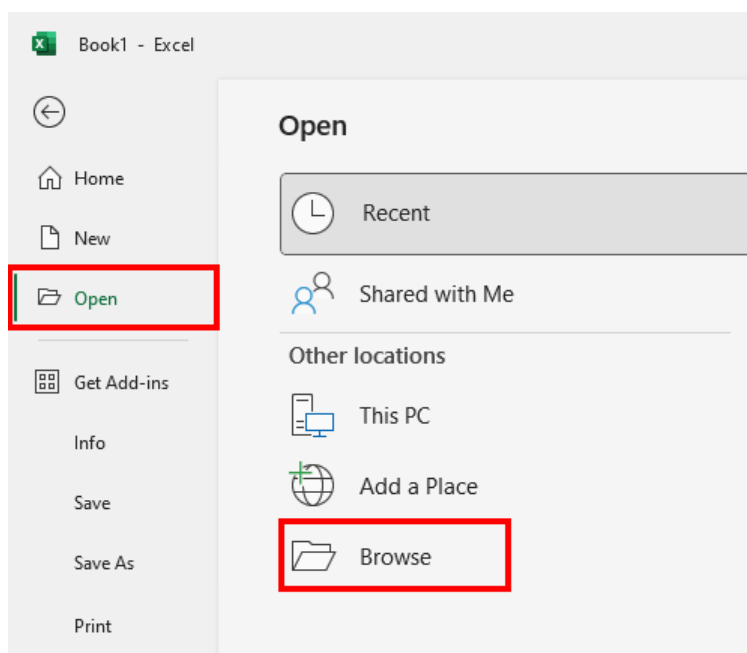 Book1 - Excel
Home
New
Open
Get Add-ins
Info
Save
Save As
Print
Open
Recent
Shared with Me
Other locations
This PC
Add a Place
Browse